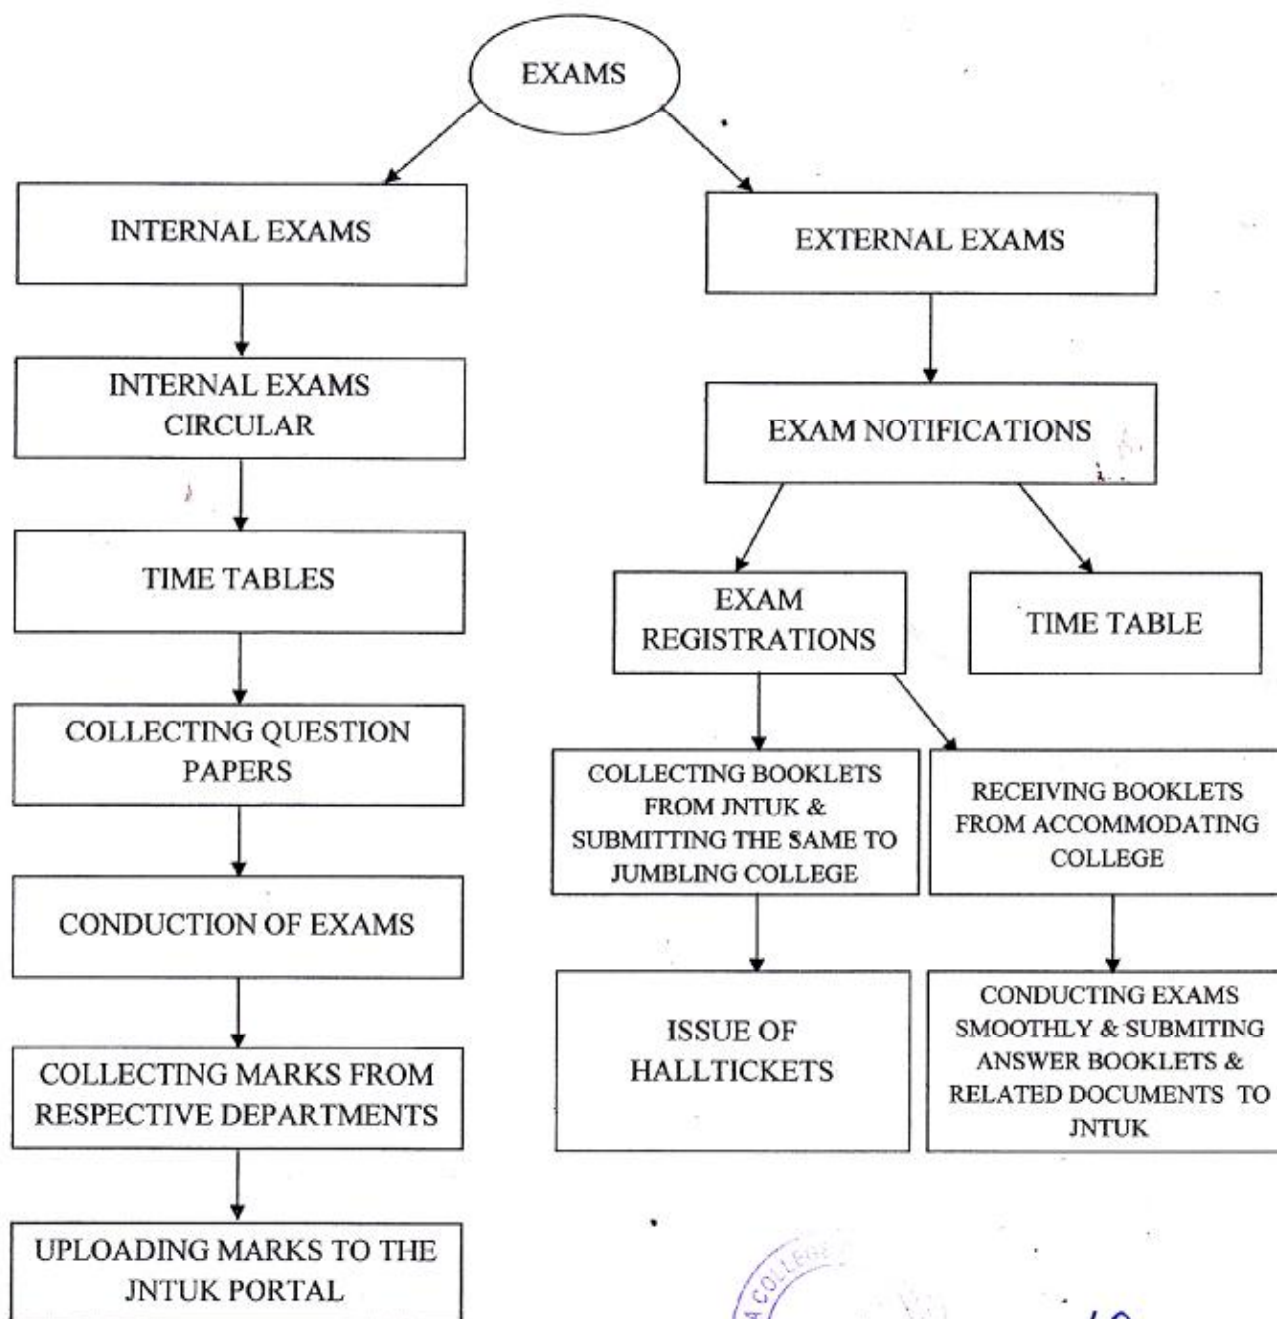 EXAMS
INTERNAL EXAMS
EXTERNAL EXAMS
INTERNAL EXAMS
CIRCULAR
EXAM NOTIFICATIONS
TIME TABLES
EXAM
REGISTRATIONS
TIME TABLE
COLLECTING QUESTION
PAPERS
COLLECTING BOOKLETS
FROM JNTUK &
SUBMITTING THE SAME TO
JUMBLING COLLEGE
RECEIVING BOOKLETS
FROM ACCOMMODATING
COLLEGE
CONDUCTION OF EXAMS
ISSUE OF
HALLTICKETS
CONDUCTING EXAMS
SMOOTHLY & SUBMITING
ANSWER BOOKLETS &
RELATED DOCUMENTS TO
JNTUK
COLLECTING MARKS FROM
RESPECTIVE DEPARTMENTS
UPLOADING MARKS TO THE
JNTUK PORTAL
COLLEGE